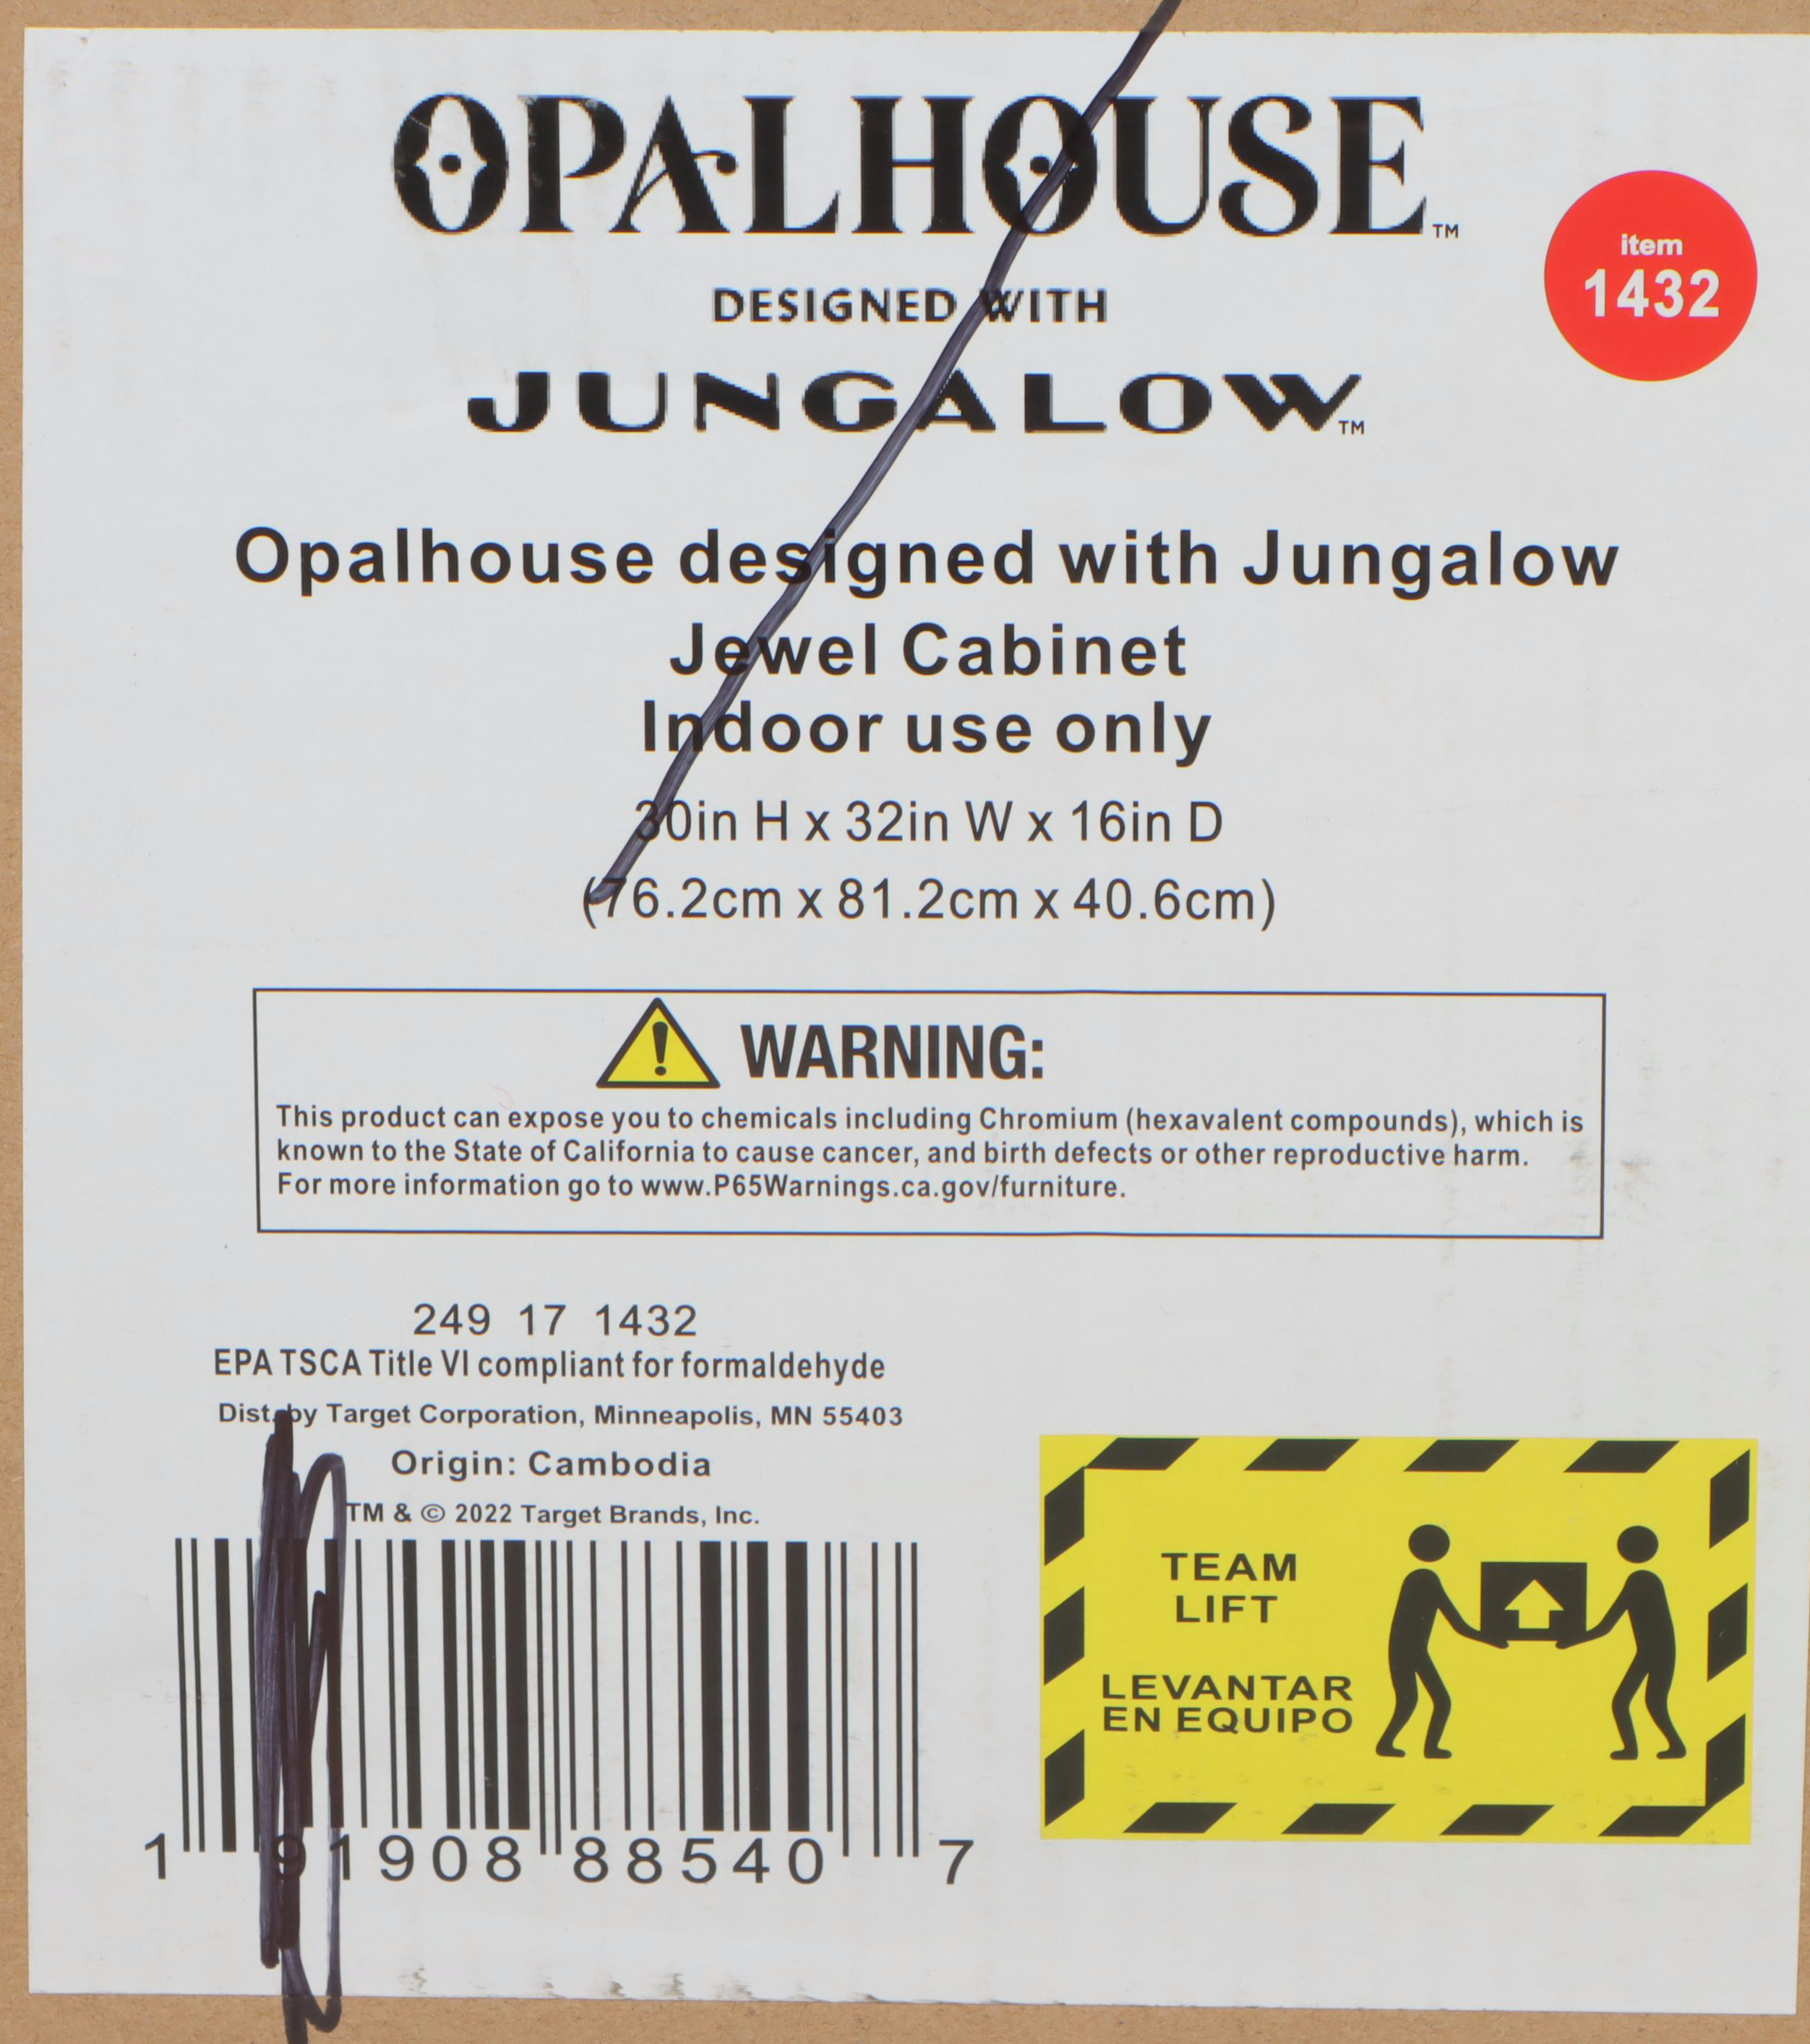 OPALHOUSE™
DESIGNED WITH
JUNGALOW™
item
1432
Opalhouse designed with Jungalow
Jewel Cabinet
Indoor use only
30in H x 32in W x 16in D
(76.2cm x 81.2cm x 40.6cm)
WARNING:
This product can expose you to chemicals including Chromium (hexavalent compounds), which is
known to the State of California to cause cancer, and birth defects or other reproductive harm.
For more information go to www.P65Warnings.ca.gov/furniture.
249 17 1432
EPA TSCA Title VI compliant for formaldehyde
Dist. by Target Corporation, Minneapolis, MN 55403
Origin: Cambodia
TM & © 2022 Target Brands, Inc.
1 91908 88540 7
TEAM
LIFT
LEVANTAR
EN EQUIPO